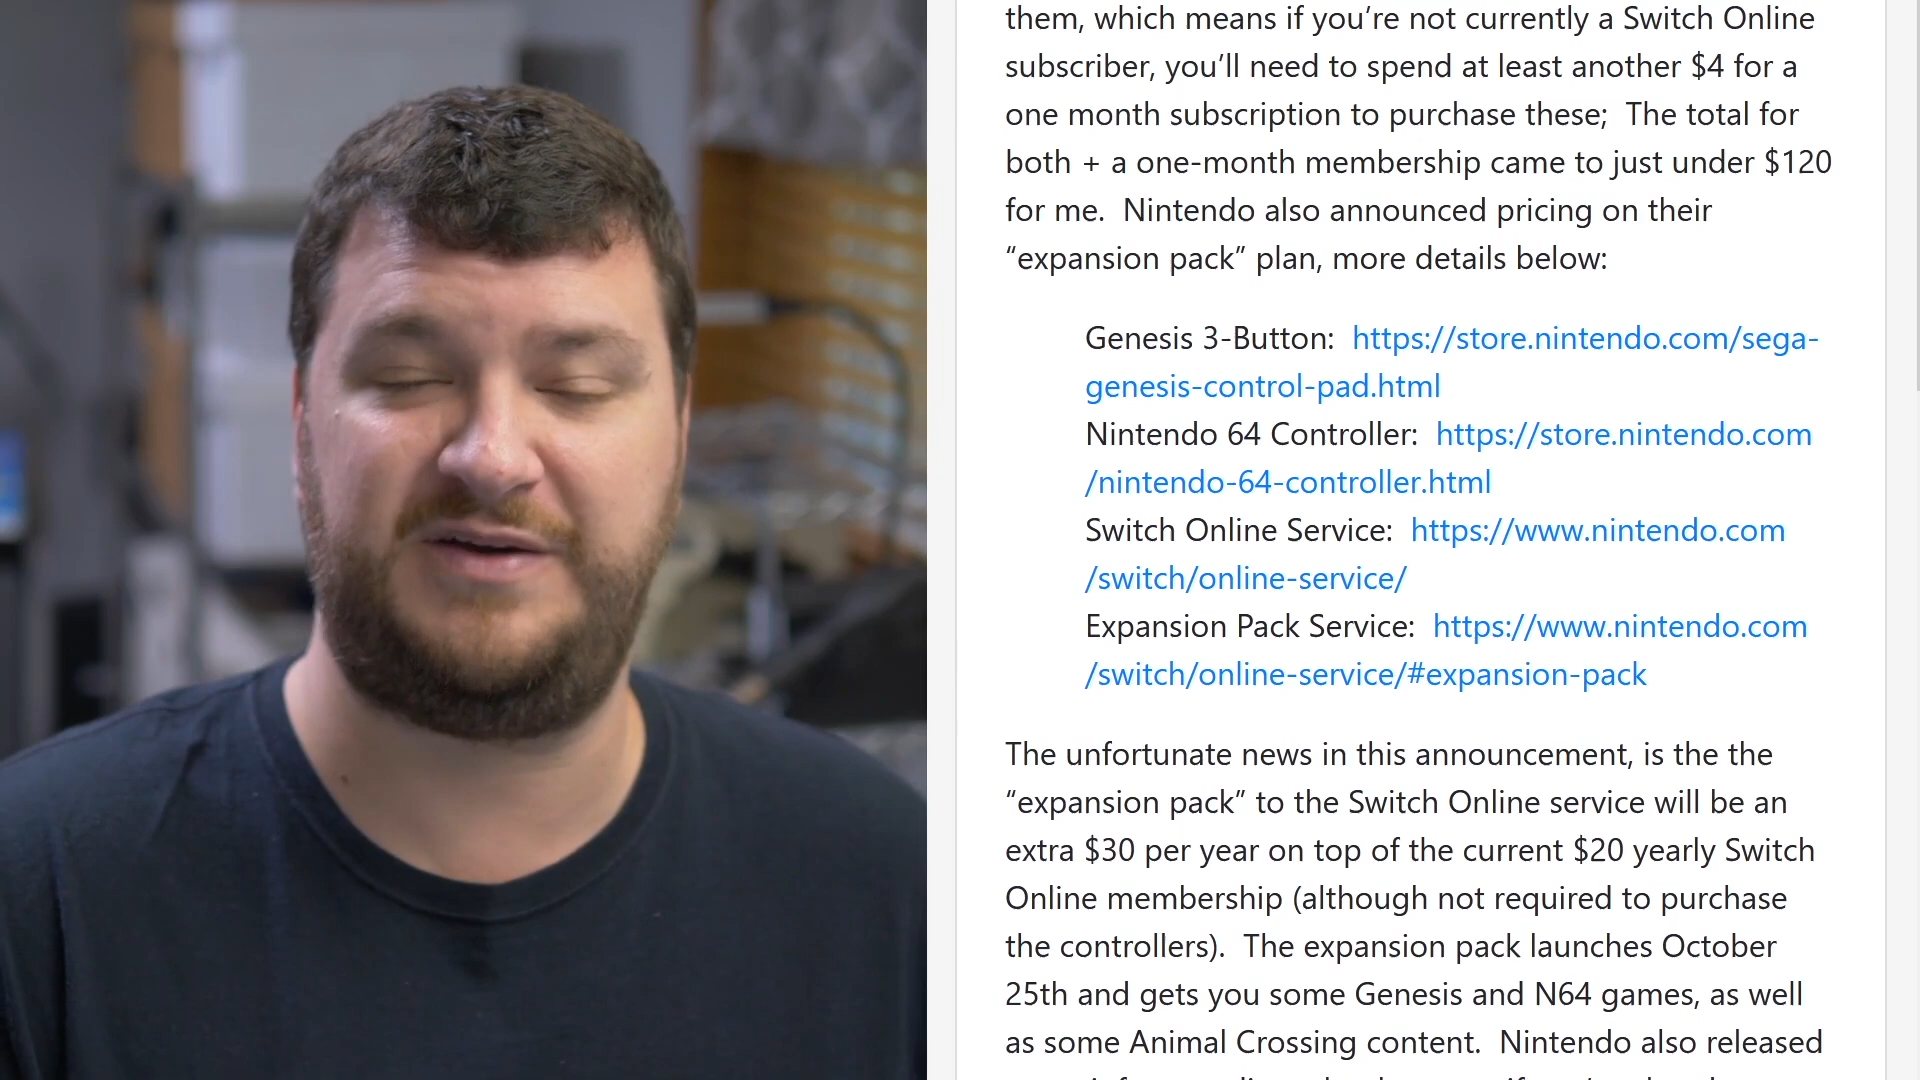 them, which means if you’re not currently a Switch Online
subscriber, you’ll need to spend at least another $4 for a
one month subscription to purchase these;  The total for
both + a one-month membership came to just under $120
for me.  Nintendo also announced pricing on their
“expansion pack” plan, more details below:
Genesis 3-Button:  https://store.nintendo.com/sega-
genesis-control-pad.html
Nintendo 64 Controller:  https://store.nintendo.com
/nintendo-64-controller.html
Switch Online Service:  https://www.nintendo.com
/switch/online-service/
Expansion Pack Service:  https://www.nintendo.com
/switch/online-service/#expansion-pack
The unfortunate news in this announcement, is the the
“expansion pack” to the Switch Online service will be an
extra $30 per year on top of the current $20 yearly Switch
Online membership (although not required to purchase
the controllers).  The expansion pack launches October
25th and gets you some Genesis and N64 games, as well
as some Animal Crossing content.  Nintendo also released